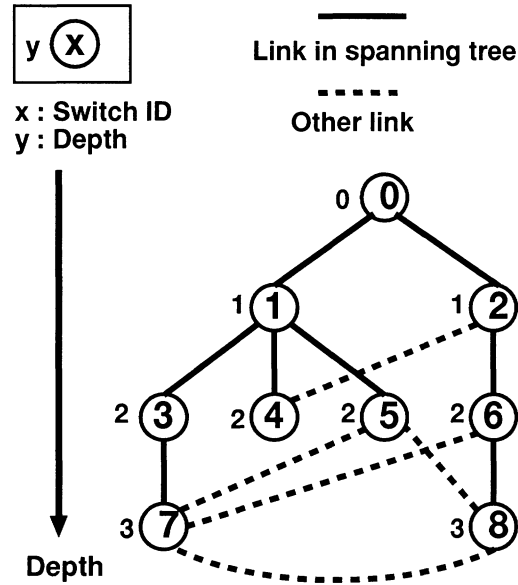 y x
Link in spanning tree
x : Switch ID
y : Depth
Other link
0 0
1 1 1 2
2 3 2 4 2 5 2 6
3 7 3 8
Depth